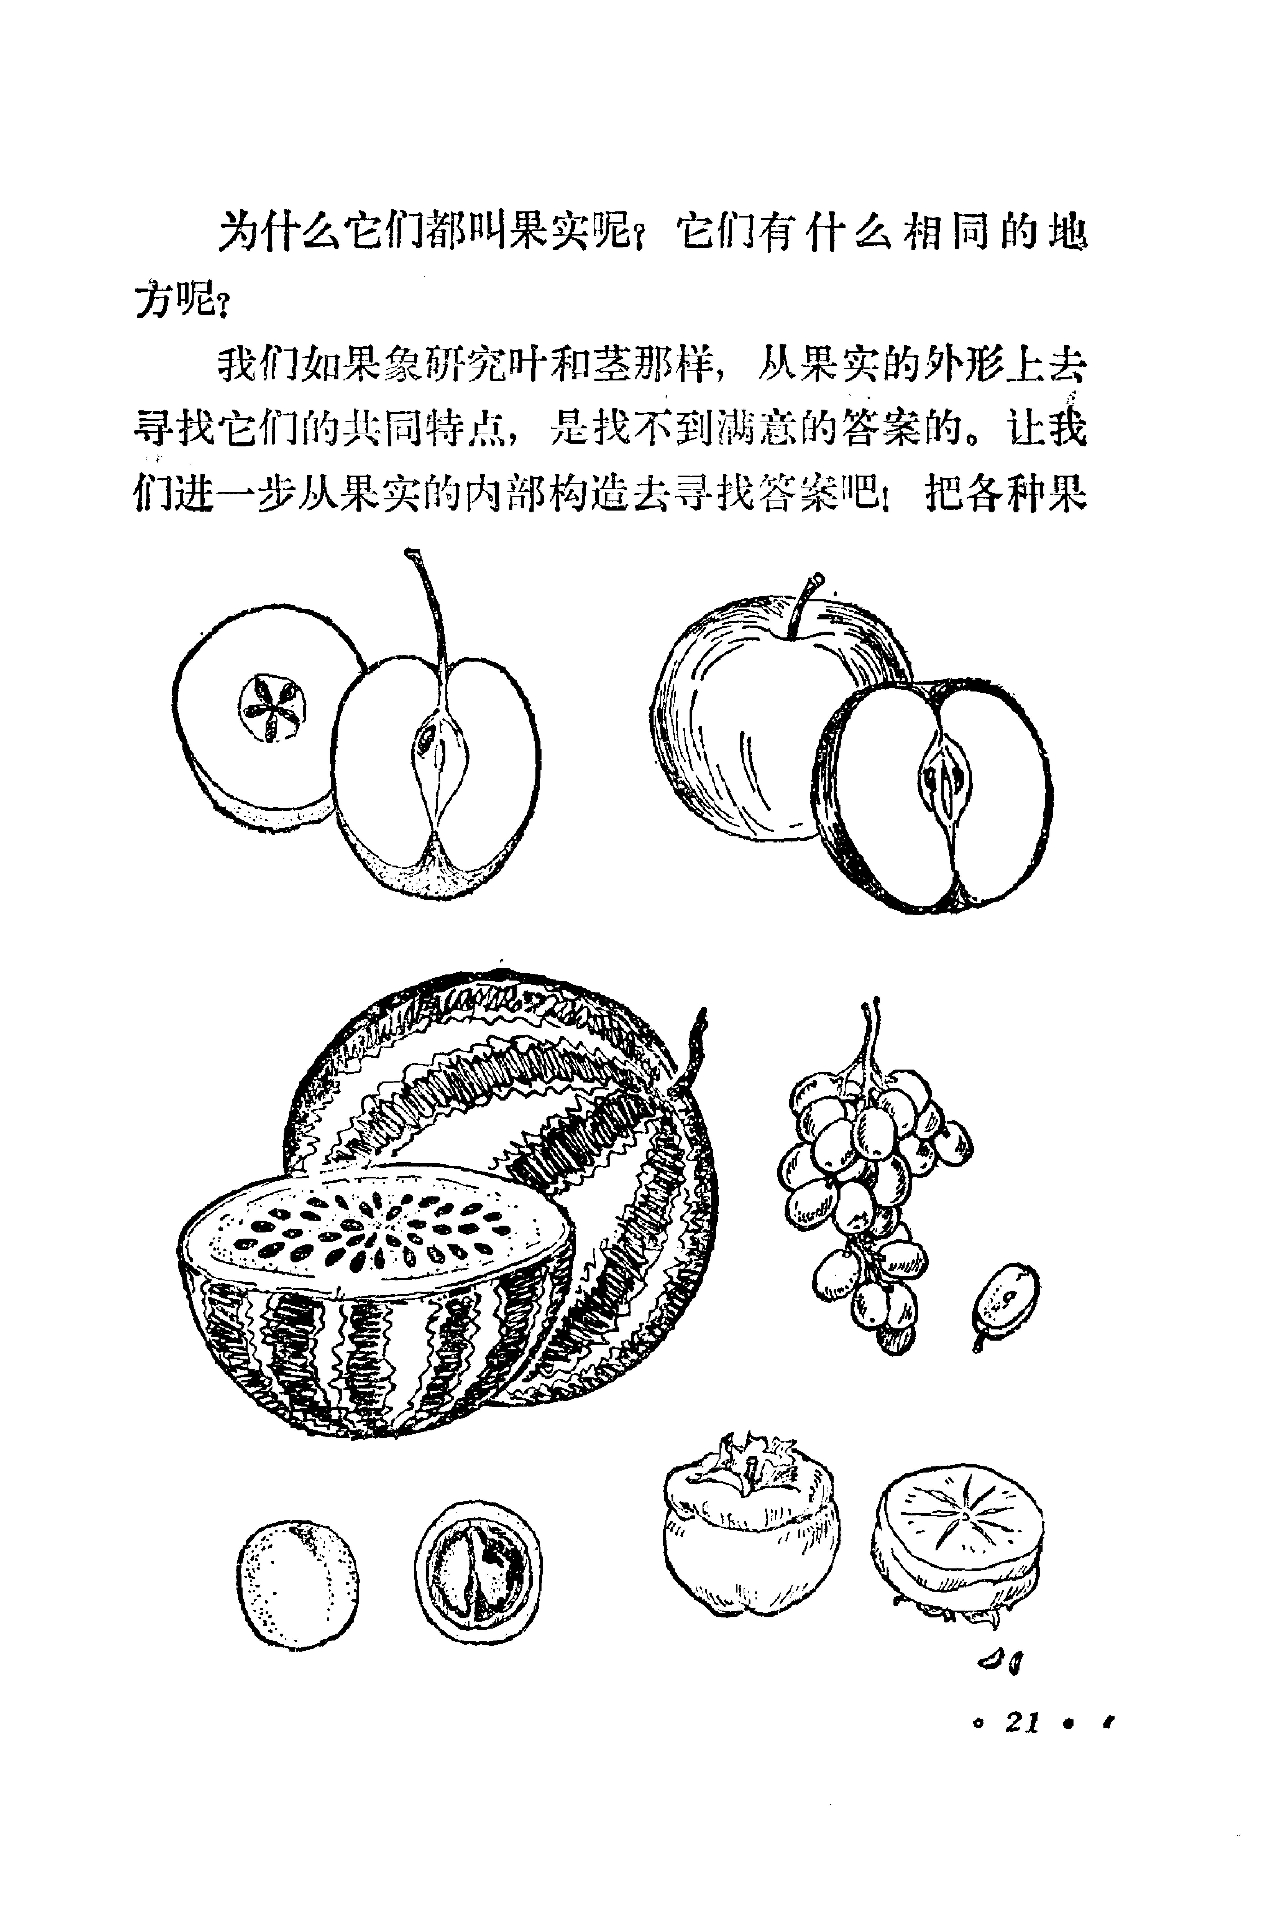 为什么它们都叫果实呢？它们有什么相同的地
方呢？
我们如果象研究叶和茎那样，从果实的外形上去
寻找它们的共同特点，是找不到满意的答案的。让我
们进一步从果实的内部构造去寻找答案吧！把各种果
• 21 •